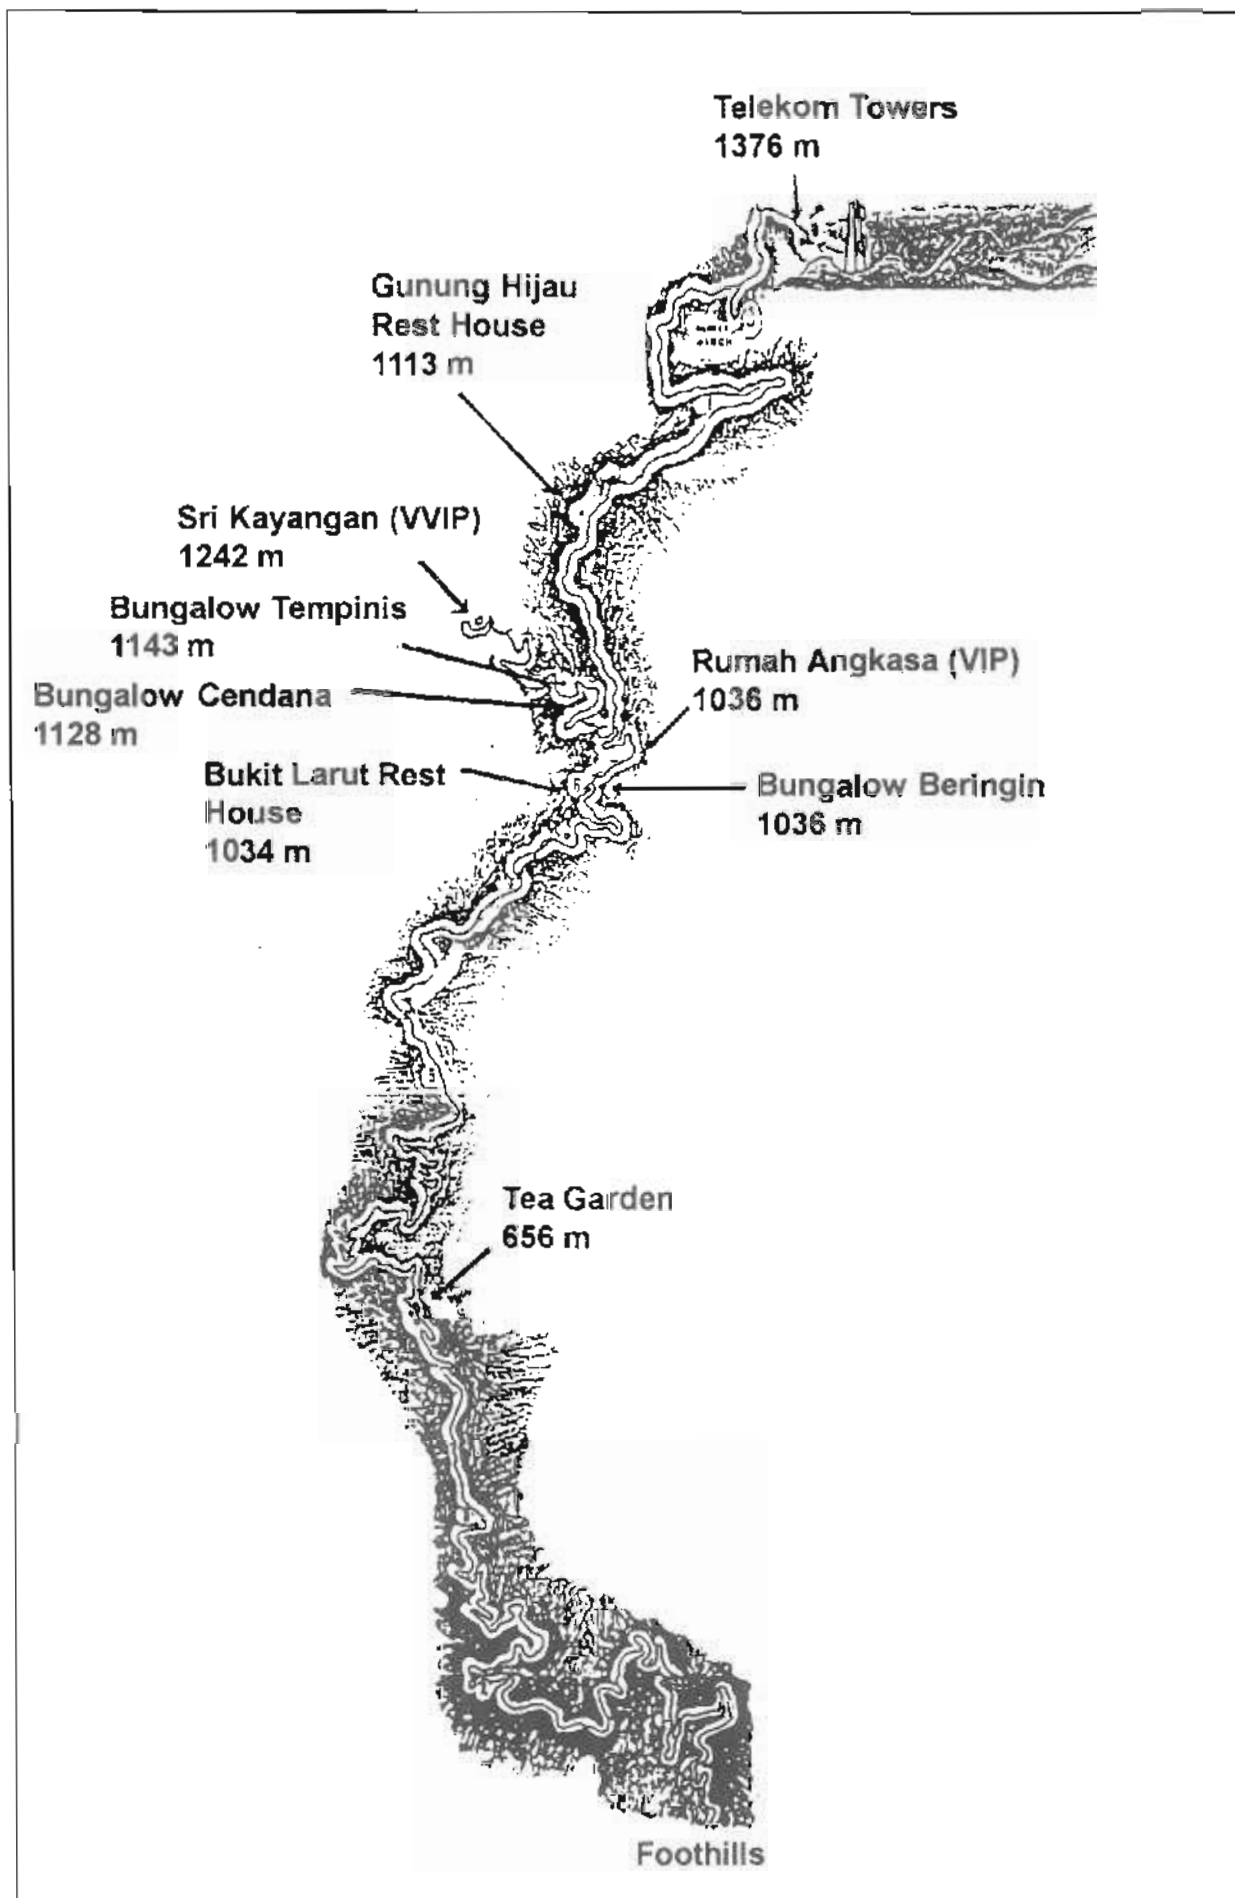 Telekom Towers
1376 m
Gunung Hijau
Rest House
1113 m
Sri Kayangan (VVIP)
1242 m
Bungalow Tempinis
1143 m
Rumah Angkasa (VIP)
1036 m
Bungalow Cendana
1128 m
Bukit Larut Rest
House
1034 m
Bungalow Beringin
1036 m
Tea Garden
656 m
Foothills